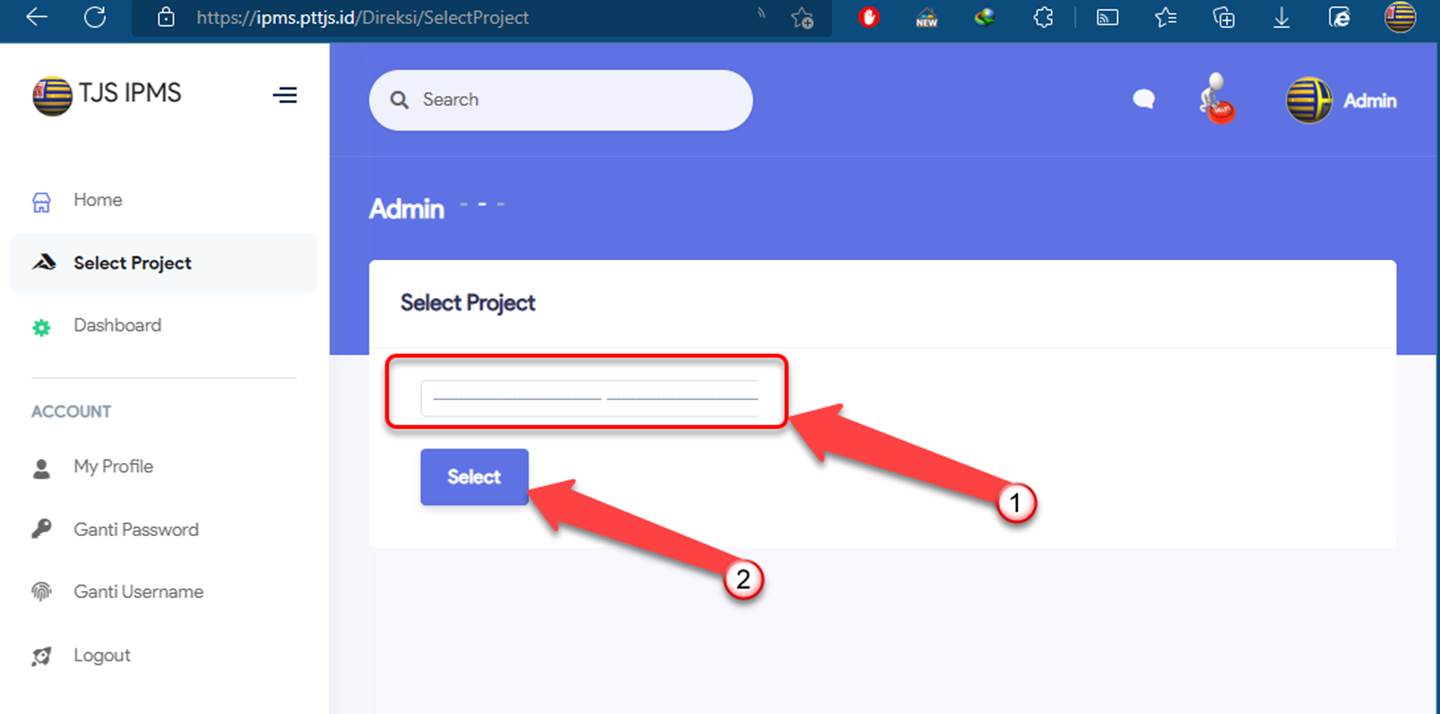 https://ipms.pttjs.id/Direksi/SelectProject
NEW
TJS IPMS
Search
Admin
Home
Select Project
Dashboard
ACCOUNT
My Profile
Ganti Password
Ganti Username
Logout
Admin - - -
Select Project
Select
1
2